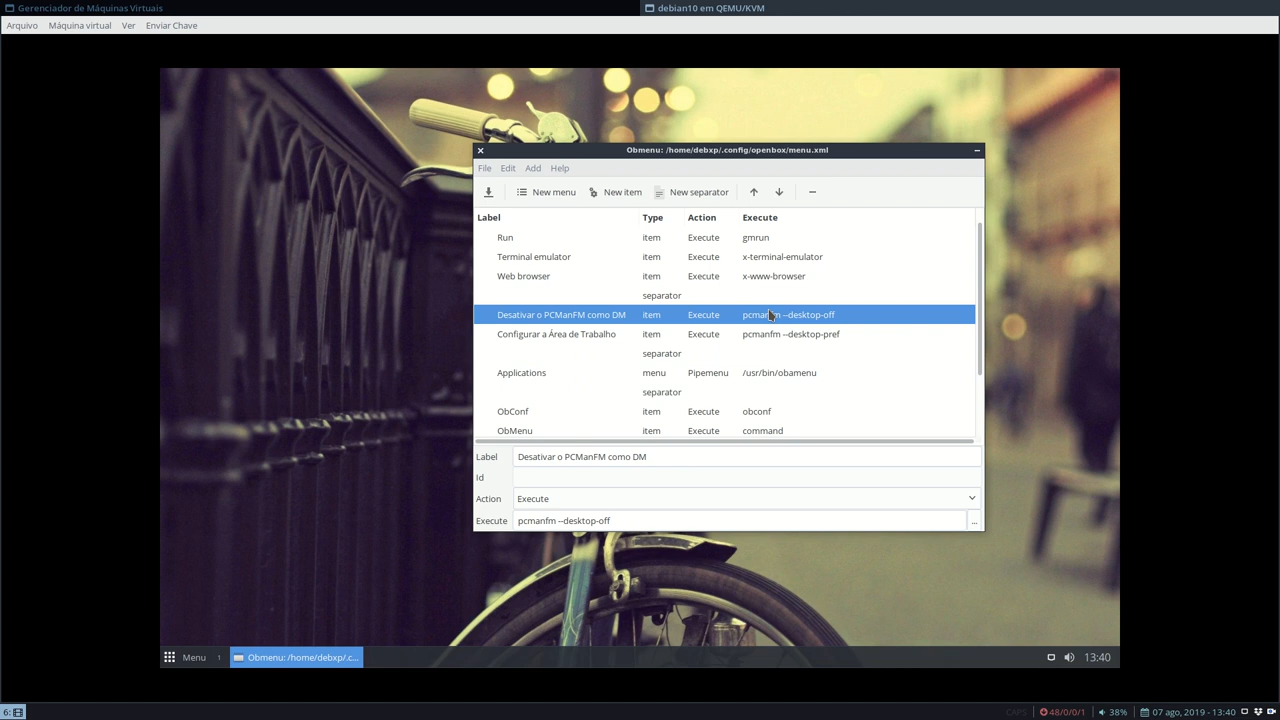 Gerenciador de Máquinas Virtuais debian10 em QEMU/KVM
Arquivo Máquina virtual Ver Enviar Chave
Obmenu: /home/debxp/.config/openbox/menu.xml
File Edit Add Help
New menu New item New separator
Label Type Action Execute
Run item Execute gmrun
Terminal emulator item Execute x-terminal-emulator
Web browser item Execute x-www-browser
separator
Desativar o PCManFM como DM item Execute pcmanfm --desktop-off
Configurar a Área de Trabalho item Execute pcmanfm --desktop-pref
separator
Applications menu Pipemenu /usr/bin/obamenu
separator
ObConf item Execute obconf
ObMenu item Execute command
Label Desativar o PCManFM como DM
Id
Action Execute
Execute pcmanfm --desktop-off ...
Menu 1 Obmenu: /home/debxp/.c... 13:40
6: CAPS 48/0/0/1 38% 07 ago, 2019 - 13:40